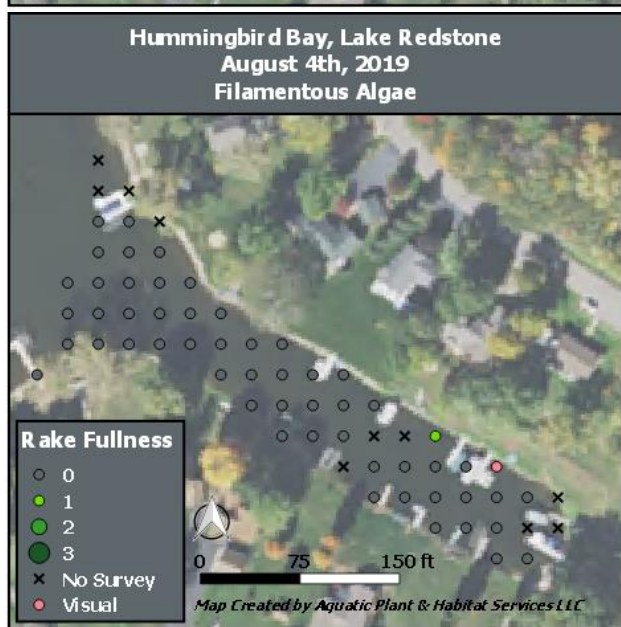 Hummingbird Bay, Lake Redstone
August 4th, 2019
Filamentous Algae
Rake Fullness
0
1
2
3
No Survey
Visual
0 75 150 ft
Map Created by Aquatic Plant & Habitat Services LLC